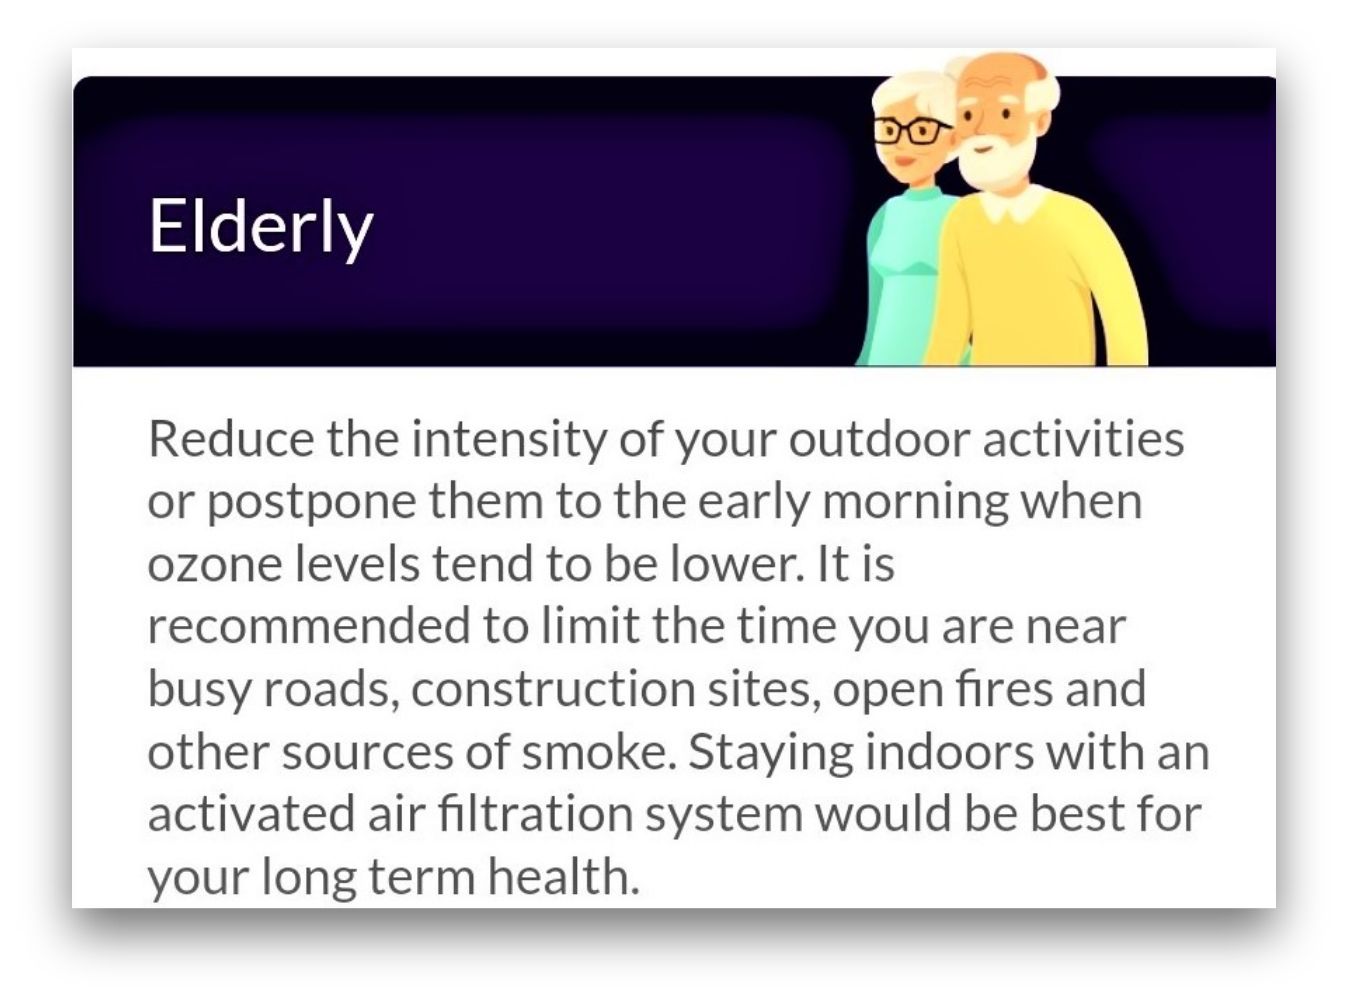 Elderly
Reduce the intensity of your outdoor activities
or postpone them to the early morning when
ozone levels tend to be lower. It is
recommended to limit the time you are near
busy roads, construction sites, open fires and
other sources of smoke. Staying indoors with an
activated air filtration system would be best for
your long term health.